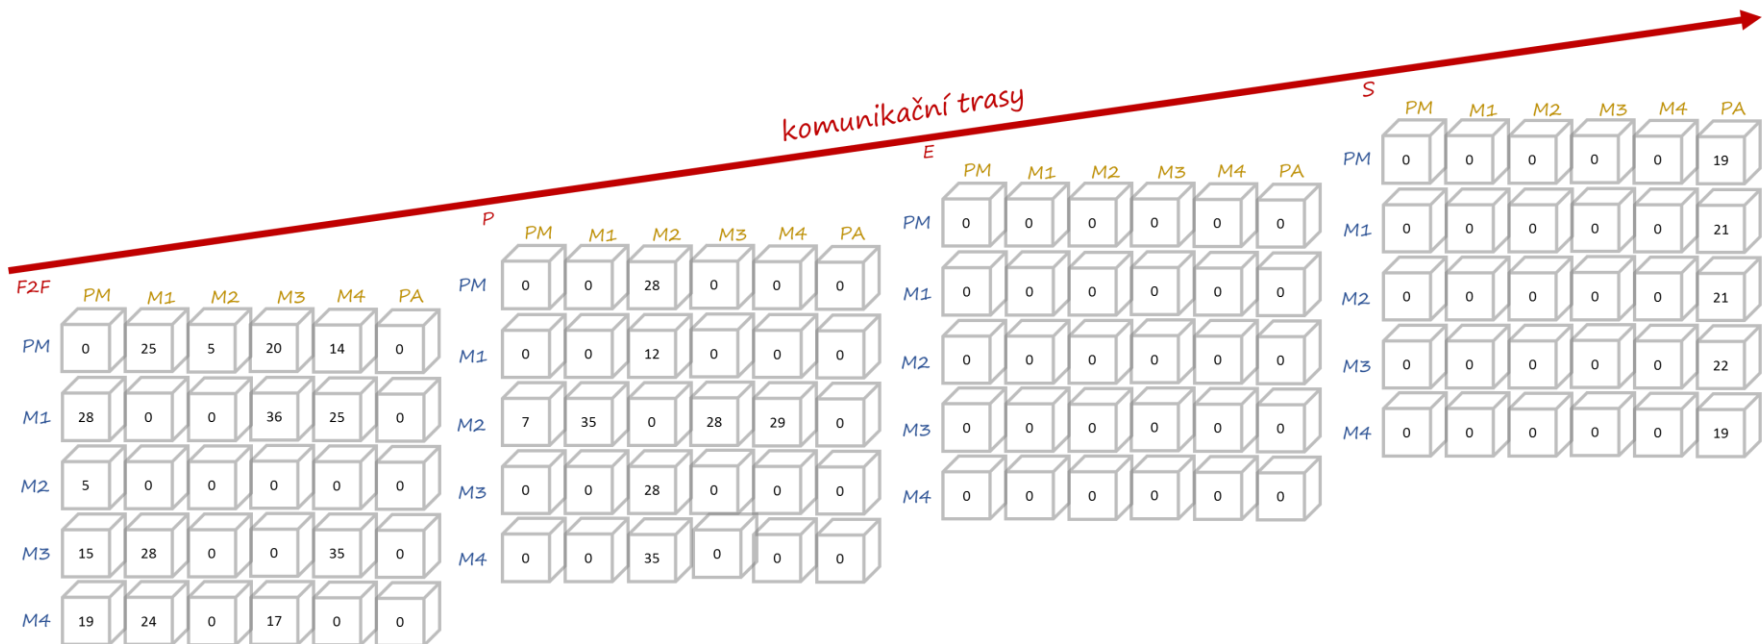 komunikační trasy
F2F
PM M1 M2 M3 M4 PA
PM 0 25 5 20 14 0
M1 28 0 0 36 25 0
M2 5 0 0 0 0 0
M3 15 28 0 0 35 0
M4 19 24 0 17 0 0
P
PM M1 M2 M3 M4 PA
PM 0 0 28 0 0 0
M1 0 0 12 0 0 0
M2 7 35 0 28 29 0
M3 0 0 28 0 0 0
M4 0 0 35 0 0 0
E
PM M1 M2 M3 M4 PA
PM 0 0 0 0 0 0
M1 0 0 0 0 0 0
M2 0 0 0 0 0 0
M3 0 0 0 0 0 0
M4 0 0 0 0 0 0
S
PM M1 M2 M3 M4 PA
PM 0 0 0 0 0 19
M1 0 0 0 0 0 21
M2 0 0 0 0 0 21
M3 0 0 0 0 0 22
M4 0 0 0 0 0 19